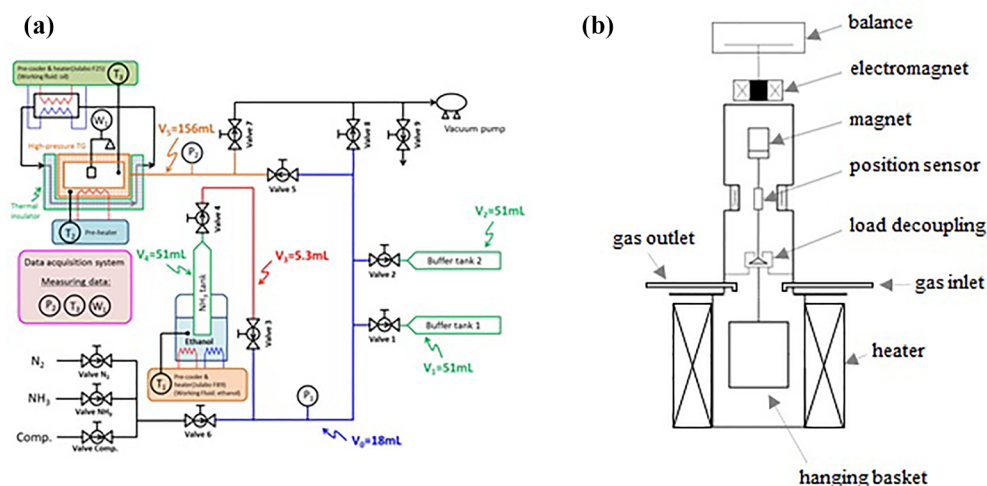 (a)
Pre-cooler & heater(Julabo F25)
(Working fluid: oil)
T3
W1
High-pressure TG
Thermal
insulator
T2
Pre-heater
Data acquisition system
Measuring data:
P2
T3
W1
N2
NH3
Comp.
Valve N2
Valve NH3
Valve Comp.
V5=156mL
P2
Valve 7
Valve 8
Valve 9
Vacuum pump
Valve 5
Valve 4
V4=51mL
NH3 tank
V3=5.3mL
Ethanol
Valve 3
T3
Pre-cooler &
heater(Julabo F89)
(Working Fluid: ethanol)
Valve 6
P1
V0=18mL
V2=51mL
Valve 2
Buffer tank 2
Valve 1
Buffer tank 1
V1=51mL
(b)
balance
electromagnet
magnet
position sensor
load decoupling
gas outlet
gas inlet
heater
hanging basket